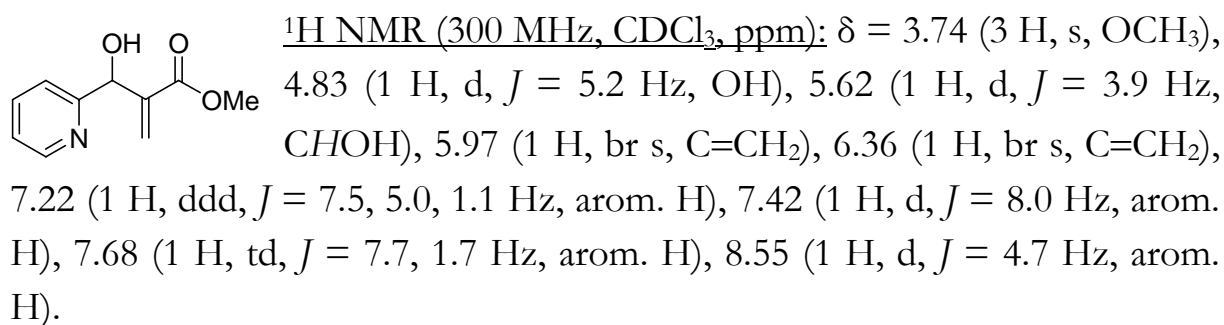 OH O
OMe
N
¹H NMR (300 MHz, CDCl₃, ppm): δ = 3.74 (3 H, s, OCH₃),
4.83 (1 H, d, J = 5.2 Hz, OH), 5.62 (1 H, d, J = 3.9 Hz,
CHOH), 5.97 (1 H, br s, C=CH₂), 6.36 (1 H, br s, C=CH₂),
7.22 (1 H, ddd, J = 7.5, 5.0, 1.1 Hz, arom. H), 7.42 (1 H, d, J = 8.0 Hz, arom.
H), 7.68 (1 H, td, J = 7.7, 1.7 Hz, arom. H), 8.55 (1 H, d, J = 4.7 Hz, arom.
H).